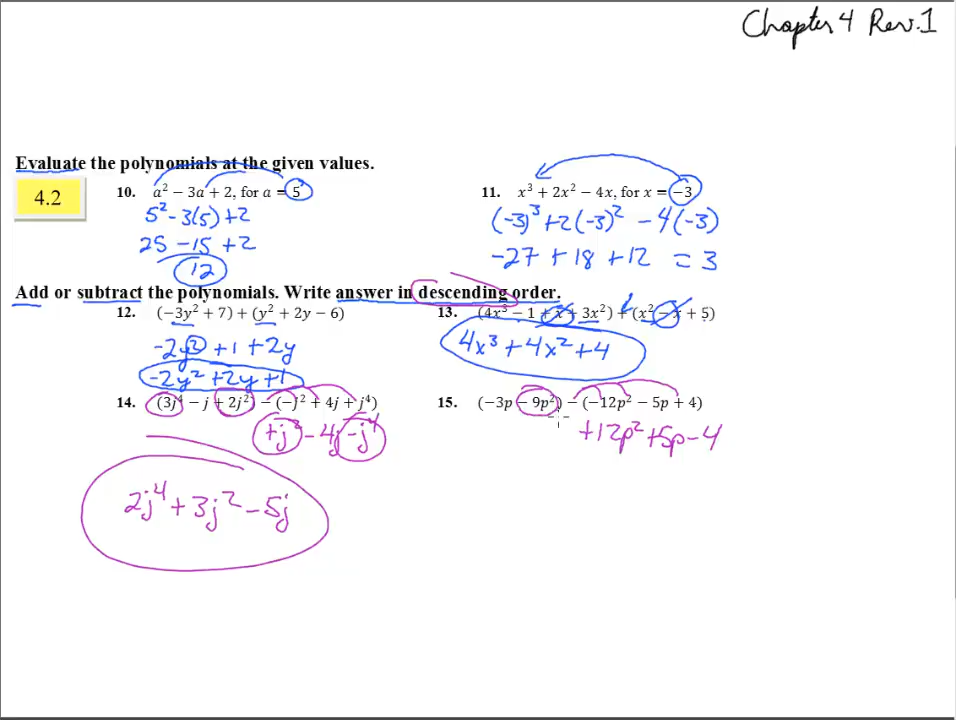 Chapter 4 Rev. 1
Evaluate the polynomials at the given values.
4.2
10. a² − 3a + 2, for a = 5
5² - 3(5) + 2
25 - 15 + 2
12
11. x³ + 2x² − 4x, for x = −3
(-3)³ + 2(-3)² - 4(-3)
-27 + 18 + 12 = 3
Add or subtract the polynomials. Write answer in descending order.
12. (−3y² + 7) + (y² + 2y − 6)
-2y² + 1 + 2y
-2y² + 2y + 1
13. (4x³ − 1 + x + 3x²) + (x² − x + 5)
4x³ + 4x² + 4
14. (3j⁴ − j + 2j²) − (−j² + 4j + j⁴)
+j² - 4j - j⁴
2j⁴ + 3j² - 5j
15. (−3p − 9p²) − (−12p² − 5p + 4)
+12p² + 5p - 4